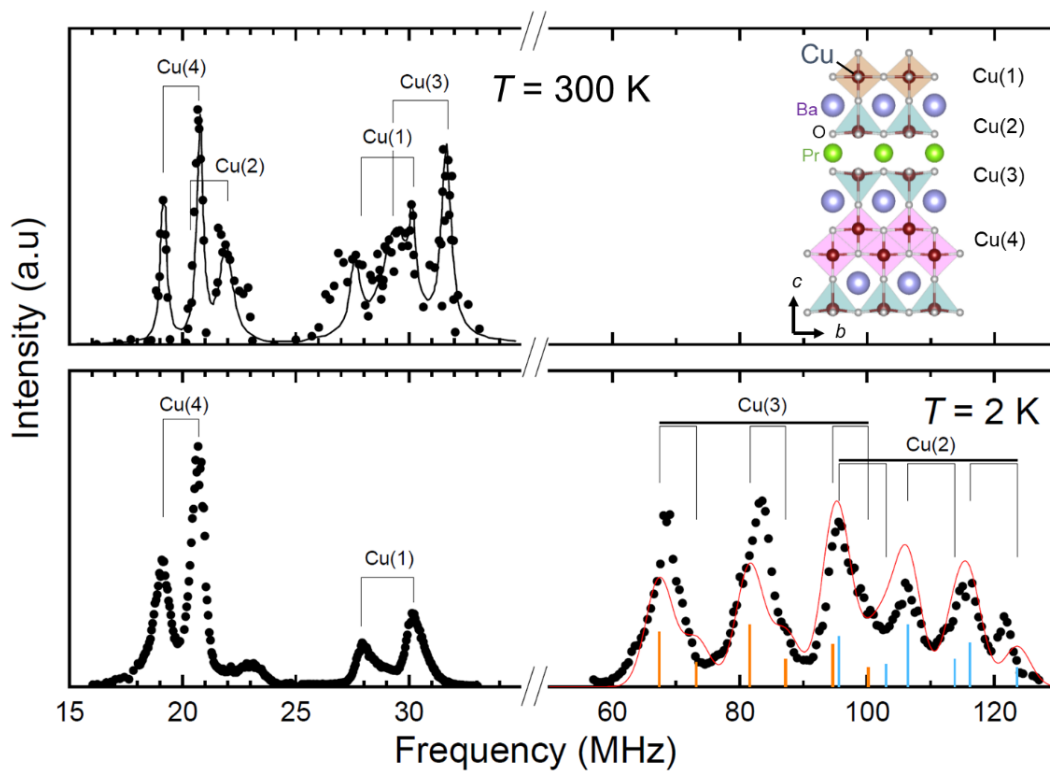 Cu(4)
Cu(2)
Cu(1)
Cu(3)
T = 300 K
Cu
Ba
O
Pr
c
b
Cu(1)
Cu(2)
Cu(3)
Cu(4)
Intensity (a.u)
Cu(4)
Cu(1)
Cu(3)
Cu(2)
T = 2 K
15 20 25 30 60 80 100 120
Frequency (MHz)